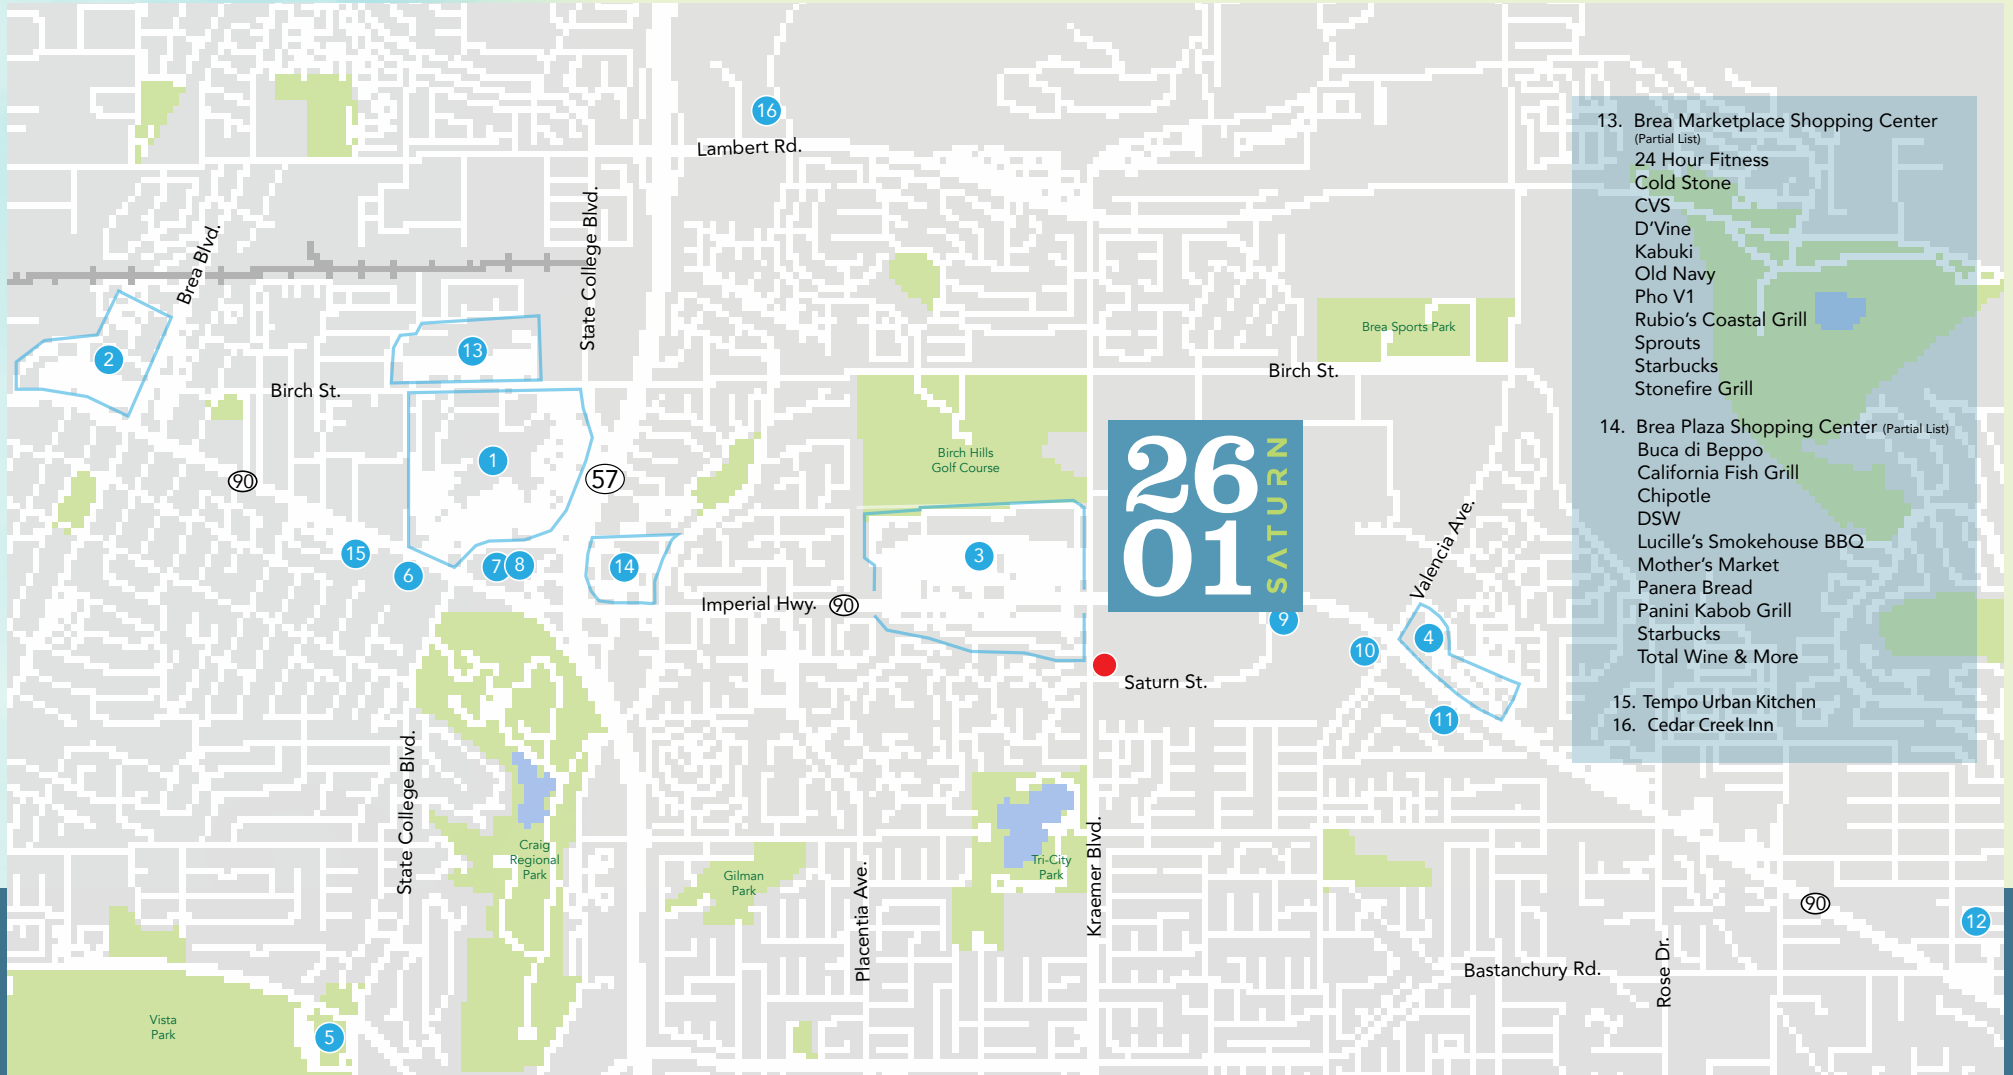 16
Lambert Rd.
Brea Blvd.
State College Blvd.
2
13
Birch St.
1
90
57
15
6
7
8
14
Imperial Hwy.
90
3
Birch Hills
Golf Course
Brea Sports Park
Birch St.
26
01
SATURN
Valencia Ave.
9
10
4
11
Saturn St.
State College Blvd.
Craig
Regional
Park
Gilman
Park
Placentia Ave.
Tri-City
Park
Kraemer Blvd.
Vista
Park
5
Bastanchury Rd.
Rose Dr.
90
12
13. Brea Marketplace Shopping Center
(Partial List)
24 Hour Fitness
Cold Stone
CVS
D’Vine
Kabuki
Old Navy
Pho V1
Rubio’s Coastal Grill
Sprouts
Starbucks
Stonefire Grill
14. Brea Plaza Shopping Center (Partial List)
Buca di Beppo
California Fish Grill
Chipotle
DSW
Lucille’s Smokehouse BBQ
Mother’s Market
Panera Bread
Panini Kabob Grill
Starbucks
Total Wine & More
15. Tempo Urban Kitchen
16. Cedar Creek Inn